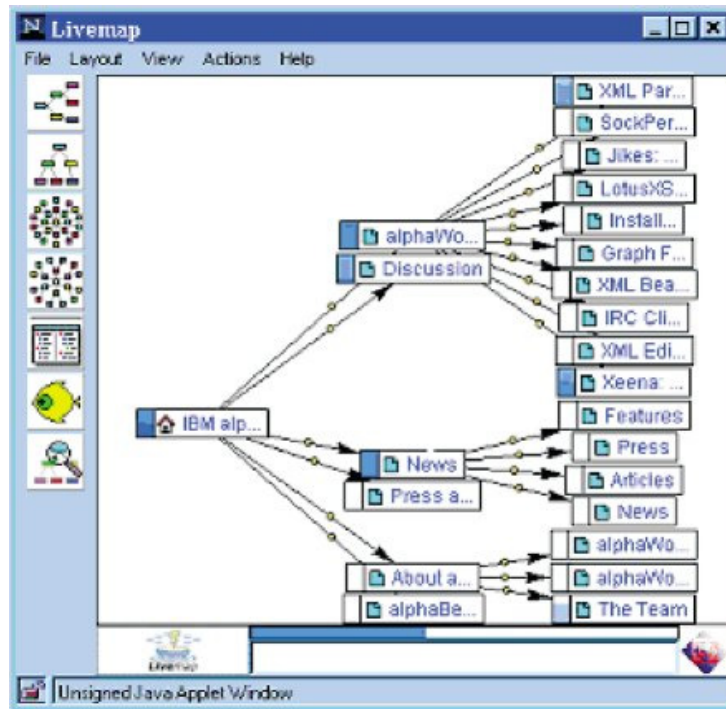 N Livemap
File Layout View Actions Help
XML Par...
SockPer...
Jikes: ...
LotusXS...
Install...
Graph F...
XML Bea...
IRC Cli...
XML Edi...
Xeena: ...
alphaWo...
Discussion
IBM alp...
Features
Press
Articles
News
News
Press a...
alphaWo...
alphaWo...
The Team
About a...
alphaBe...
Livemap
Unsigned Java Applet Window